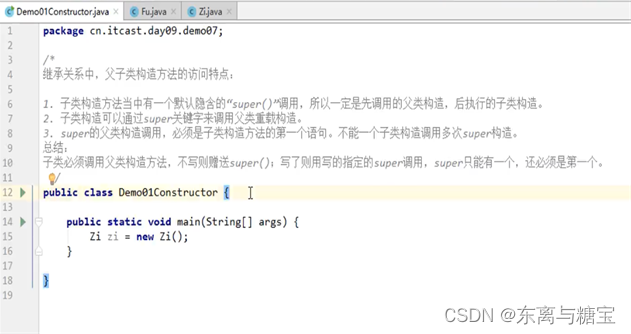 Demo01Constructor.java × Fu.java × Zi.java ×
1 package cn.itcast.day09.demo07;
2
3 /*
4 继承关系中，父子类构造方法的访问特点：
5
6 1. 子类构造方法当中有一个默认隐含的“super()”调用，所以一定是先调用的父类构造，后执行的子类构造。
7 2. 子类构造可以通过super关键字来调用父类重载构造。
8 3. super的父类构造调用，必须是子类构造方法的第一个语句。不能一个子类构造调用多次super构造。
9 总结：
10 子类必须调用父类构造方法，不写则赠送super()；写了则用写的指定的super调用，super只能有一个，还必须是第一个。
11 */
12 public class Demo01Constructor {
13
14 public static void main(String[] args) {
15 Zi zi = new Zi();
16 }
17
18 }
19
CSDN @东离与糖宝